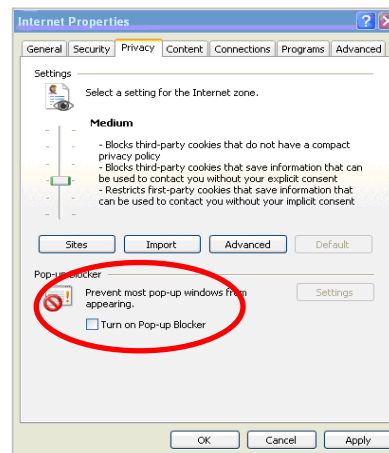 Internet Properties
General Security Privacy Content Connections Programs Advanced
Settings
Select a setting for the Internet zone.
Medium
- Blocks third-party cookies that do not have a compact
privacy policy
- Blocks third-party cookies that save information that can
be used to contact you without your explicit consent
- Restricts first-party cookies that save information that
can be used to contact you without your implicit consent
Sites Import Advanced Default
Pop-up Blocker
Prevent most pop-up windows from
appearing.
Settings
Turn on Pop-up Blocker
OK Cancel Apply